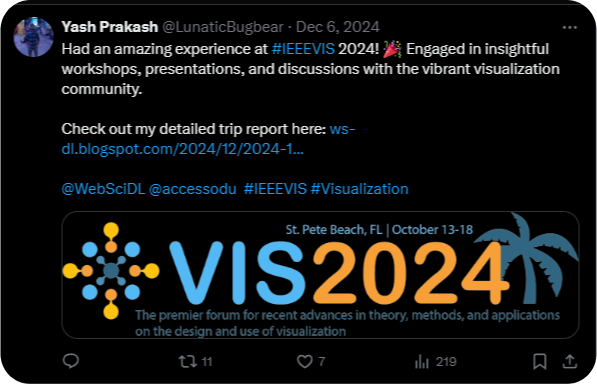 Yash Prakash @LunaticBugbear · Dec 6, 2024 ...
Had an amazing experience at #IEEEVIS 2024! 🎉 Engaged in insightful
workshops, presentations, and discussions with the vibrant visualization
community.
Check out my detailed trip report here: ws-
dl.blogspot.com/2024/12/2024-1...
@WebSciDL @accessodu #IEEEVIS #Visualization
St. Pete Beach, FL | October 13-18
VIS2024
The premier forum for recent advances in theory, methods, and applications
on the design and use of visualization
11 7 219